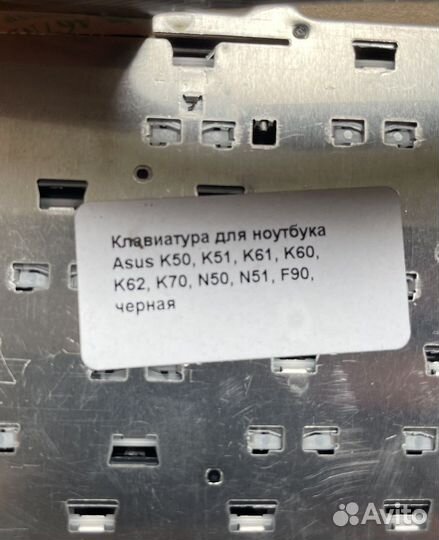 Клавиатура для ноутбука
Asus K50, K51, K61, K60,
K62, K70, N50, N51, F90,
черная
Avito